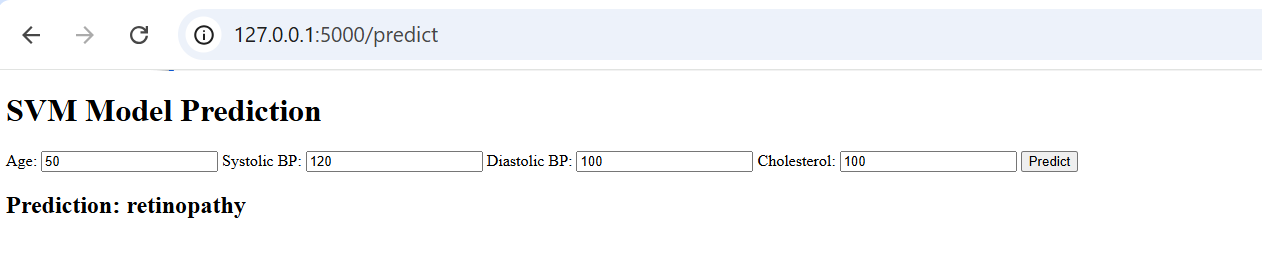 127.0.0.1:5000/predict
SVM Model Prediction
Age: 50 Systolic BP: 120 Diastolic BP: 100 Cholesterol: 100 Predict
Prediction: retinopathy